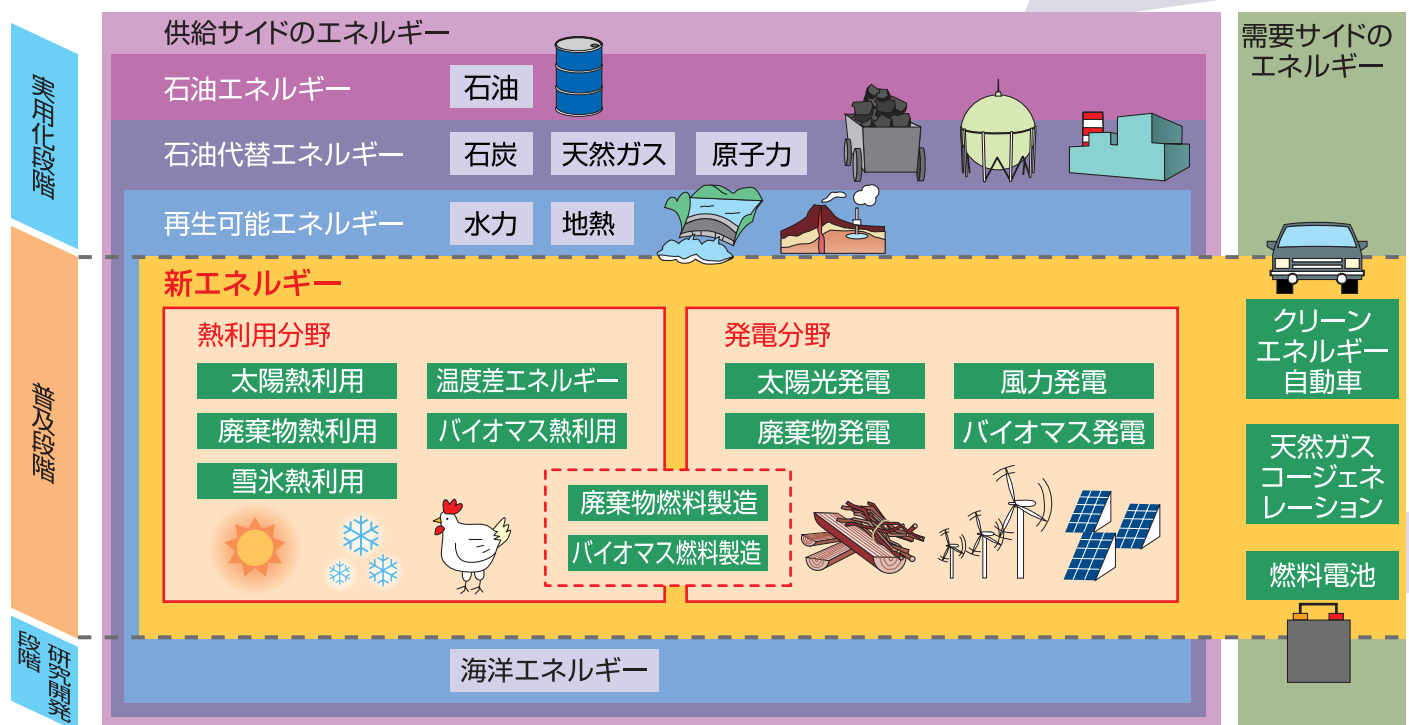 供給サイドのエネルギー
需要サイドの
エネルギー
実用化段階
石油エネルギー
石油
石油代替エネルギー
石炭
天然ガス
原子力
再生可能エネルギー
水力
地熱
普及段階
新エネルギー
熱利用分野
太陽熱利用
温度差エネルギー
廃棄物熱利用
バイオマス熱利用
雪氷熱利用
発電分野
太陽光発電
風力発電
廃棄物発電
バイオマス発電
廃棄物燃料製造
バイオマス燃料製造
クリーン
エネルギー
自動車
天然ガス
コージェネ
レーション
燃料電池
研究開発
段階
海洋エネルギー